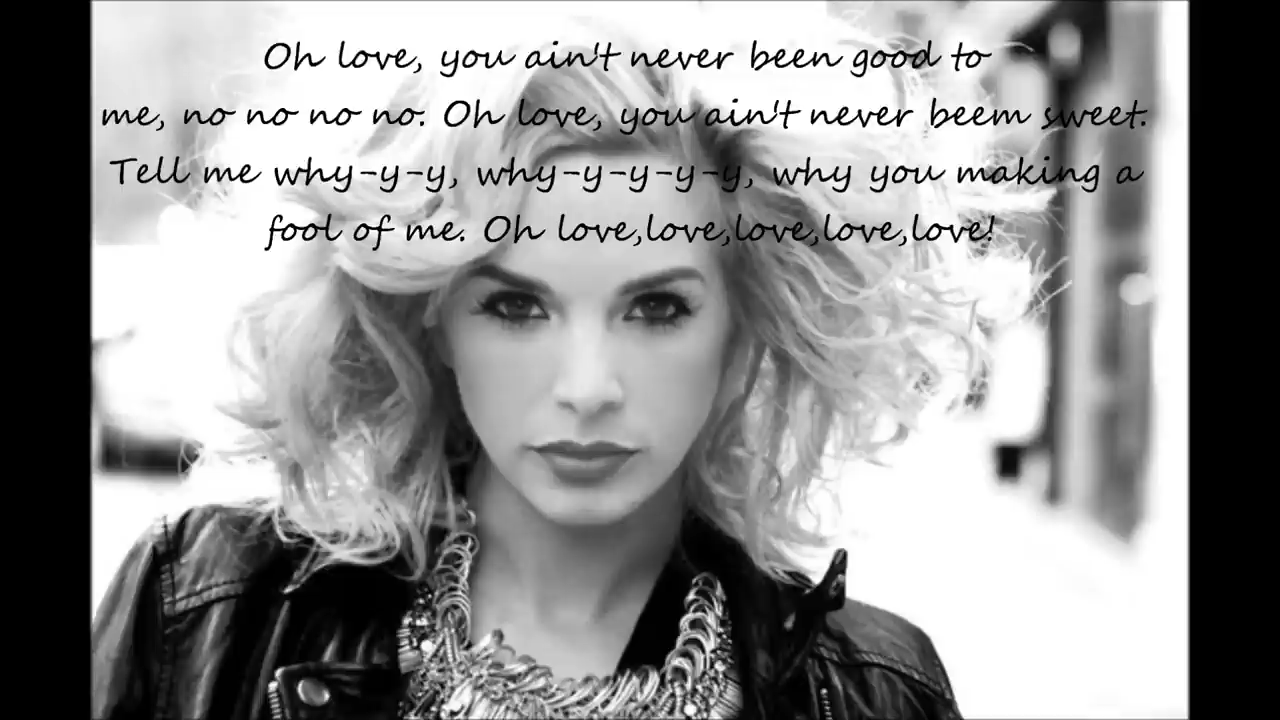 Oh love, you ain't never been good to
me, no no no no. Oh love, you ain't never beem sweet.
Tell me why-y-y, why-y-y-y-y, why you making a
fool of me. Oh love,love,love,love,love!